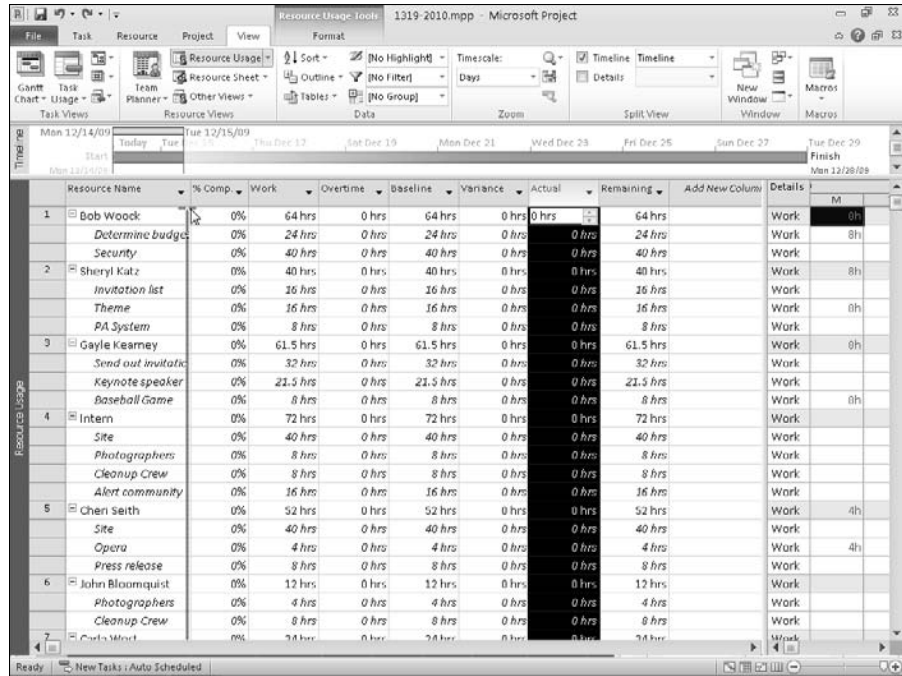 Resource Usage Tools 1319-2010.mpp - Microsoft Project
File Task Resource Project View Format
Gantt Chart Task Usage Team Planner Resource Usage Resource Sheet Other Views Sort Outline Tables [No Highlight] [No Filter] [No Group] Timescale: Days Timeline Timeline Details New Window Macros
Task Views Resource Views Data Zoom Split View Window Macros
Timeline
Mon 12/14/09 Tue 12/15/09
Today Tue Thu Dec 17 Sat Dec 19 Mon Dec 21 Wed Dec 23 Fri Dec 25 Sun Dec 27 Tue Dec 29
Start Finish
Mon 12/14/09 Mon 12/28/09
Resource Name % Comp. Work Overtime Baseline Variance Actual Remaining Add New Column Details
M
1 Bob Woock 0% 64 hrs 0 hrs 64 hrs 0 hrs 0 hrs 64 hrs Work 0h
Determine budge 0% 24 hrs 0 hrs 24 hrs 0 hrs 0 hrs 24 hrs Work 8h
Security 0% 40 hrs 0 hrs 40 hrs 0 hrs 0 hrs 40 hrs Work
2 Sheryl Katz 0% 40 hrs 0 hrs 40 hrs 0 hrs 0 hrs 40 hrs Work 8h
Invitation list 0% 16 hrs 0 hrs 16 hrs 0 hrs 0 hrs 16 hrs Work
Theme 0% 16 hrs 0 hrs 16 hrs 0 hrs 0 hrs 16 hrs Work 0h
PA System 0% 8 hrs 0 hrs 8 hrs 0 hrs 0 hrs 8 hrs Work
3 Gayle Kearney 0% 61.5 hrs 0 hrs 61.5 hrs 0 hrs 0 hrs 61.5 hrs Work 0h
Send out invitatic 0% 32 hrs 0 hrs 32 hrs 0 hrs 0 hrs 32 hrs Work
Keynote speaker 0% 21.5 hrs 0 hrs 21.5 hrs 0 hrs 0 hrs 21.5 hrs Work
Baseball Game 0% 8 hrs 0 hrs 8 hrs 0 hrs 0 hrs 8 hrs Work 0h
Resource Usage
4 Intern 0% 72 hrs 0 hrs 72 hrs 0 hrs 0 hrs 72 hrs Work
Site 0% 40 hrs 0 hrs 40 hrs 0 hrs 0 hrs 40 hrs Work
Photographers 0% 8 hrs 0 hrs 8 hrs 0 hrs 0 hrs 8 hrs Work
Cleanup Crew 0% 8 hrs 0 hrs 8 hrs 0 hrs 0 hrs 8 hrs Work
Alert community 0% 16 hrs 0 hrs 16 hrs 0 hrs 0 hrs 16 hrs Work
5 Cheri Seith 0% 52 hrs 0 hrs 52 hrs 0 hrs 0 hrs 52 hrs Work 4h
Site 0% 40 hrs 0 hrs 40 hrs 0 hrs 0 hrs 40 hrs Work
Opera 0% 4 hrs 0 hrs 4 hrs 0 hrs 0 hrs 4 hrs Work 4h
Press release 0% 8 hrs 0 hrs 8 hrs 0 hrs 0 hrs 8 hrs Work
6 John Bloomquist 0% 12 hrs 0 hrs 12 hrs 0 hrs 0 hrs 12 hrs Work
Photographers 0% 4 hrs 0 hrs 4 hrs 0 hrs 0 hrs 4 hrs Work
Cleanup Crew 0% 8 hrs 0 hrs 8 hrs 0 hrs 0 hrs 8 hrs Work
7 0% 0 hrs 0 hrs 0 hrs Work
Ready New Tasks : Auto Scheduled